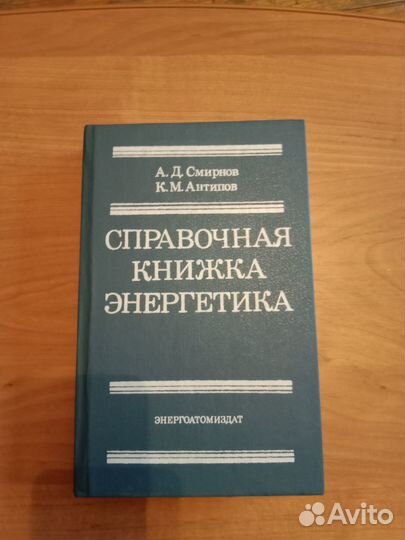 А. Д. Смирнов
К. М. Антипов
СПРАВОЧНАЯ
КНИЖКА
ЭНЕРГЕТИКА
ЭНЕРГОАТОМИЗДАТ
Avito